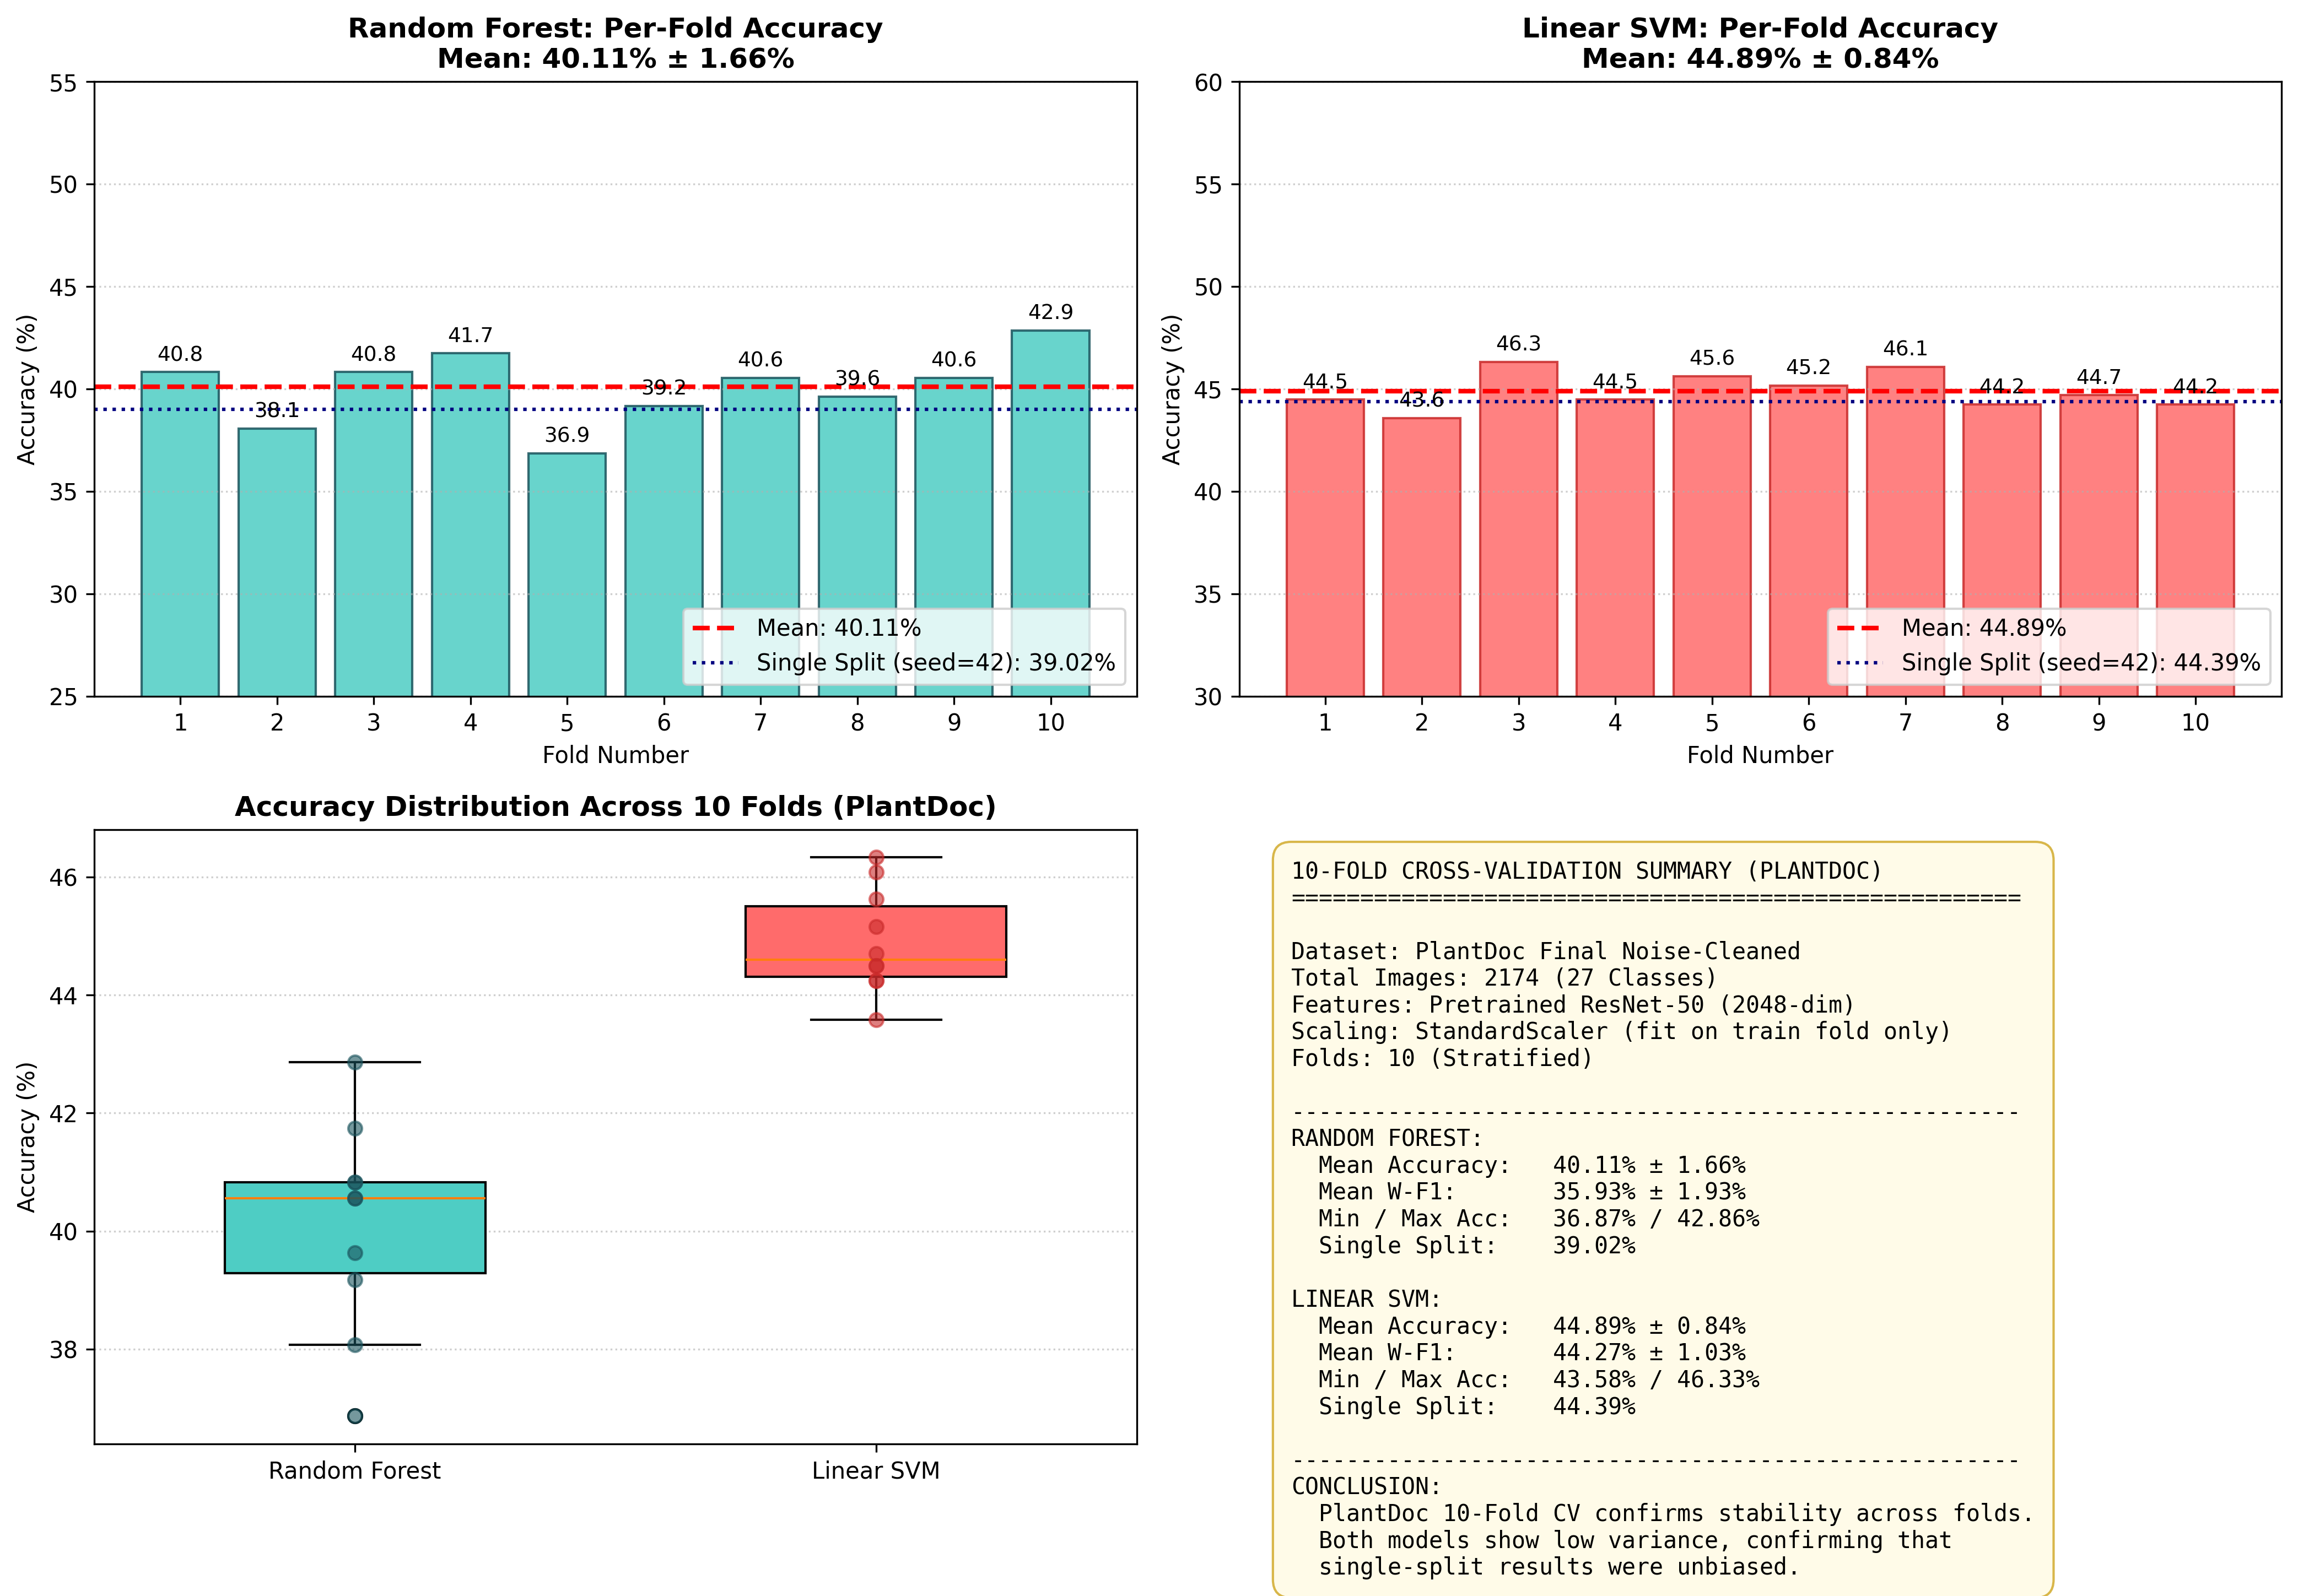 Random Forest: Per-Fold Accuracy
Mean: 40.11% ± 1.66%
55
50
45
40
35
30
25
Accuracy (%)
40.8
38.1
40.8
41.7
36.9
39.2
40.6
39.6
40.6
42.9
Mean: 40.11%
Single Split (seed=42): 39.02%
1 2 3 4 5 6 7 8 9 10
Fold Number
Linear SVM: Per-Fold Accuracy
Mean: 44.89% ± 0.84%
60
55
50
45
40
35
30
Accuracy (%)
44.5
43.6
46.3
44.5
45.6
45.2
46.1
44.2
44.7
44.2
Mean: 44.89%
Single Split (seed=42): 44.39%
1 2 3 4 5 6 7 8 9 10
Fold Number
Accuracy Distribution Across 10 Folds (PlantDoc)
46
44
42
40
38
Accuracy (%)
Random Forest
Linear SVM
10-FOLD CROSS-VALIDATION SUMMARY (PLANTDOC)
=====================================================
Dataset: PlantDoc Final Noise-Cleaned
Total Images: 2174 (27 Classes)
Features: Pretrained ResNet-50 (2048-dim)
Scaling: StandardScaler (fit on train fold only)
Folds: 10 (Stratified)
-----------------------------------------------------
RANDOM FOREST:
Mean Accuracy: 40.11% ± 1.66%
Mean W-F1: 35.93% ± 1.93%
Min / Max Acc: 36.87% / 42.86%
Single Split: 39.02%
LINEAR SVM:
Mean Accuracy: 44.89% ± 0.84%
Mean W-F1: 44.27% ± 1.03%
Min / Max Acc: 43.58% / 46.33%
Single Split: 44.39%
-----------------------------------------------------
CONCLUSION:
PlantDoc 10-Fold CV confirms stability across folds.
Both models show low variance, confirming that
single-split results were unbiased.